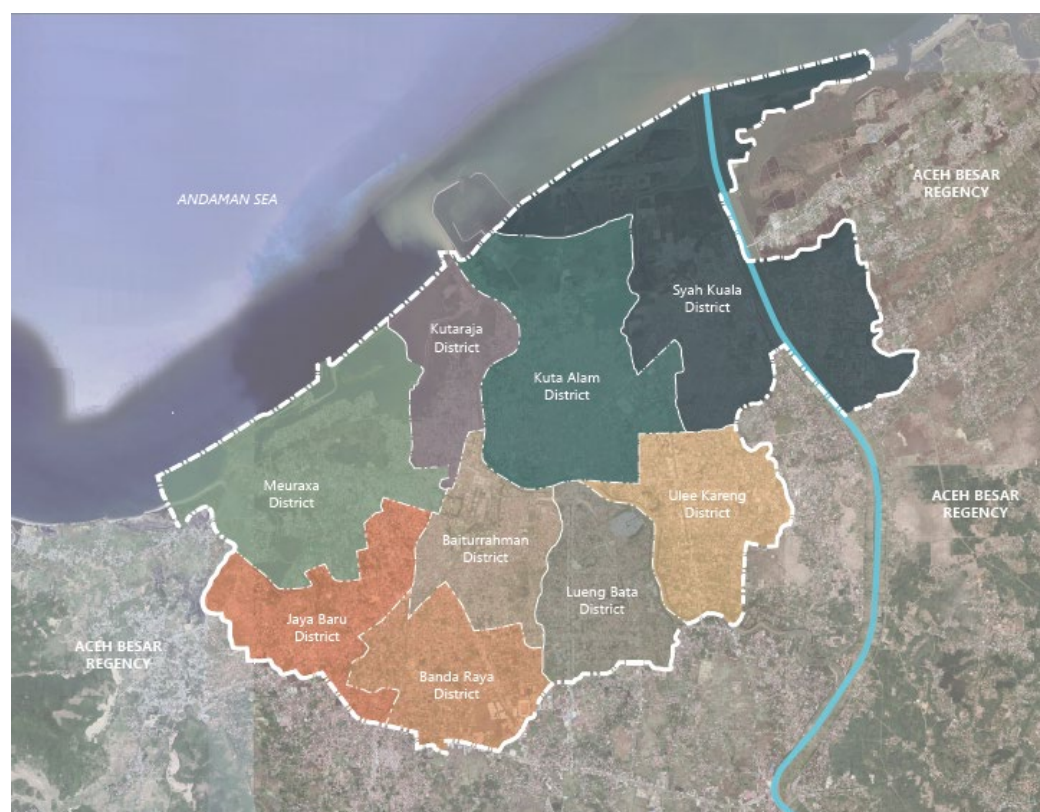 ANDAMAN SEA
ACEH BESAR
REGENCY
Syah Kuala
District
Kutaraja
District
Kuta Alam
District
Meuraxa
District
Ulee Kareng
District
ACEH BESAR
REGENCY
Baiturrahman
District
Lueng Bata
District
Jaya Baru
District
ACEH BESAR
REGENCY
Banda Raya
District